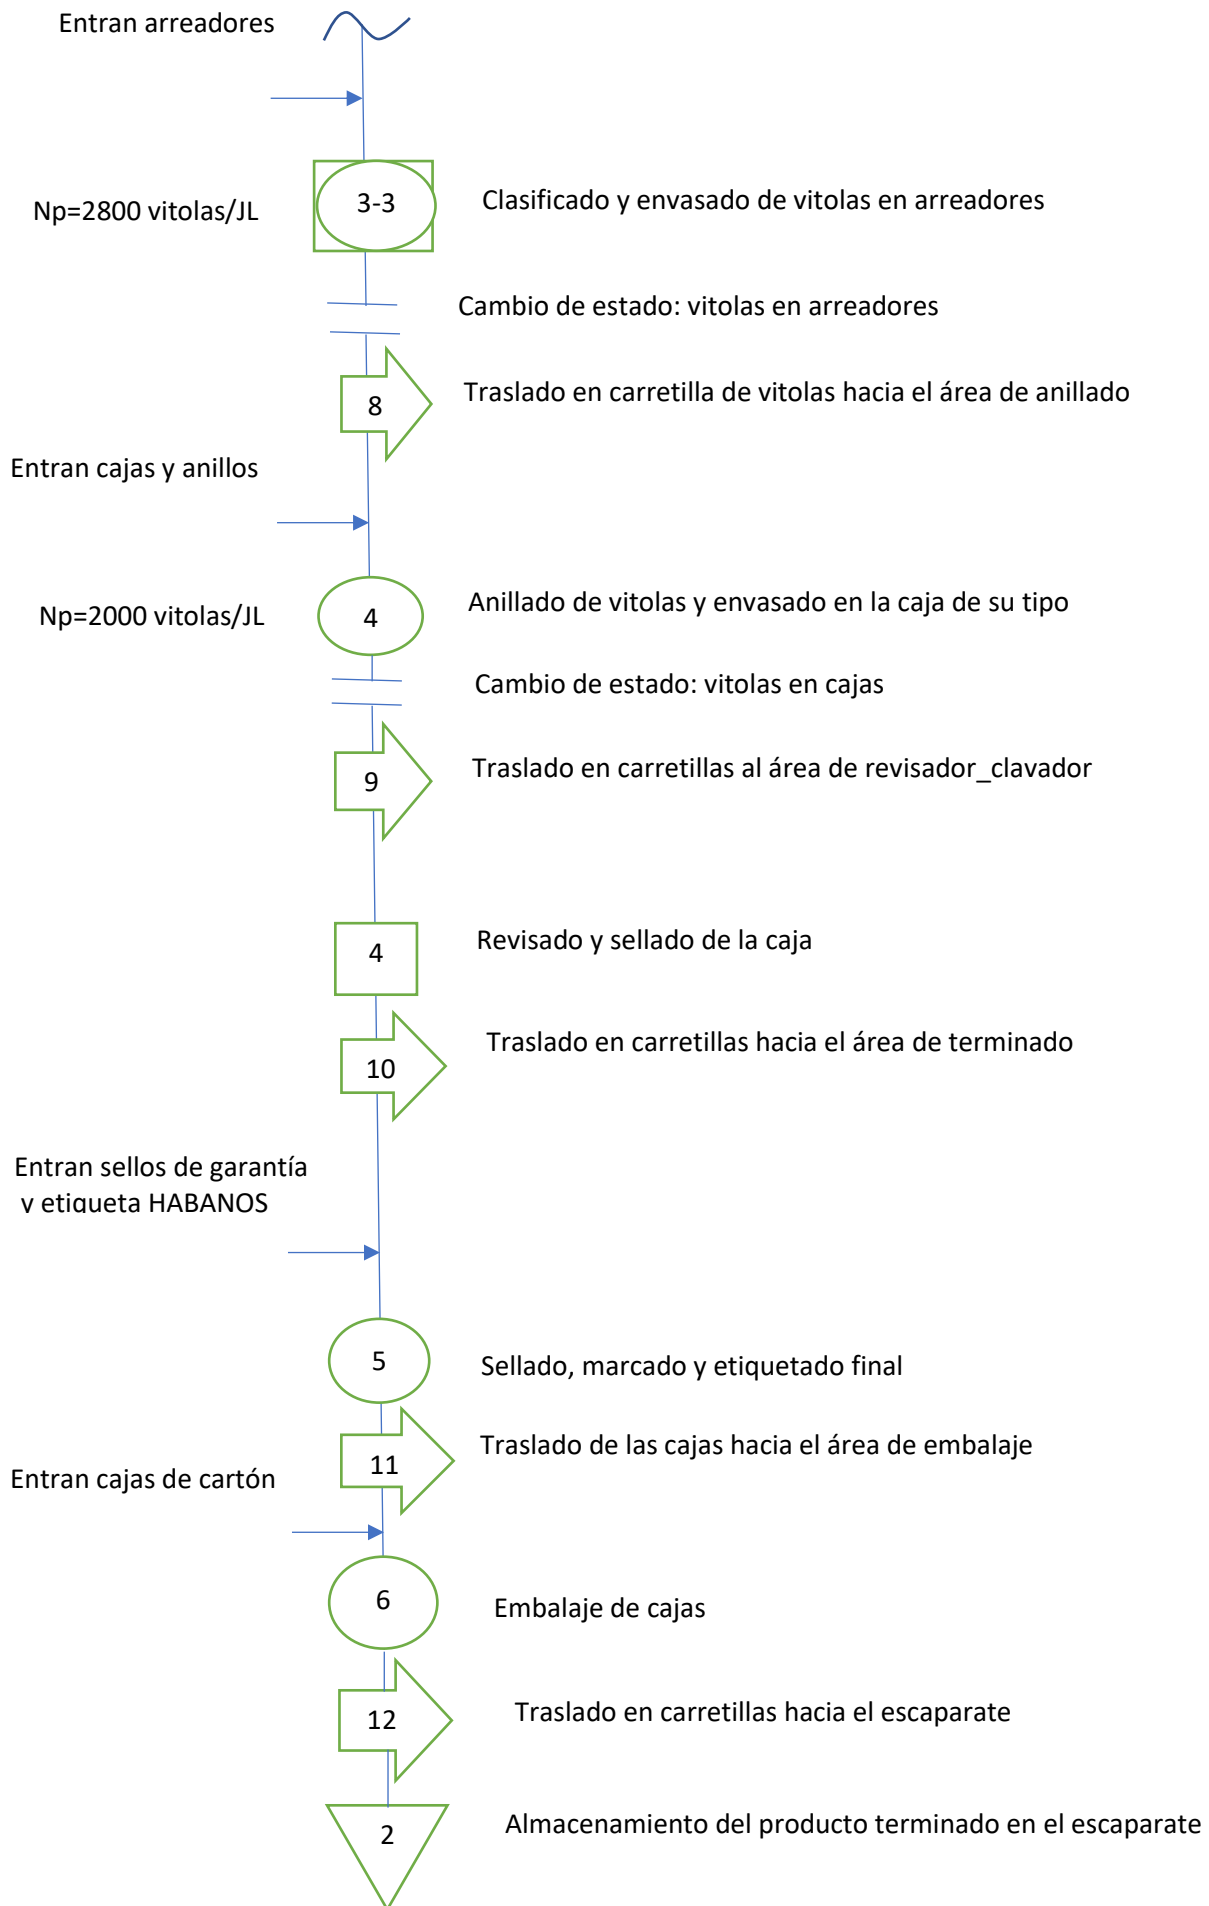 Entran arreadores
Np=2800 vitolas/JL
3-3
Clasificado y envasado de vitolas en arreadores
Cambio de estado: vitolas en arreadores
8
Traslado en carretilla de vitolas hacia el área de anillado
Entran cajas y anillos
Np=2000 vitolas/JL
4
Anillado de vitolas y envasado en la caja de su tipo
Cambio de estado: vitolas en cajas
9
Traslado en carretillas al área de revisador_clavador
4
Revisado y sellado de la caja
10
Traslado en carretillas hacia el área de terminado
Entran sellos de garantía
y etiqueta HABANOS
5
Sellado, marcado y etiquetado final
11
Traslado de las cajas hacia el área de embalaje
Entran cajas de cartón
6
Embalaje de cajas
12
Traslado en carretillas hacia el escaparate
2
Almacenamiento del producto terminado en el escaparate